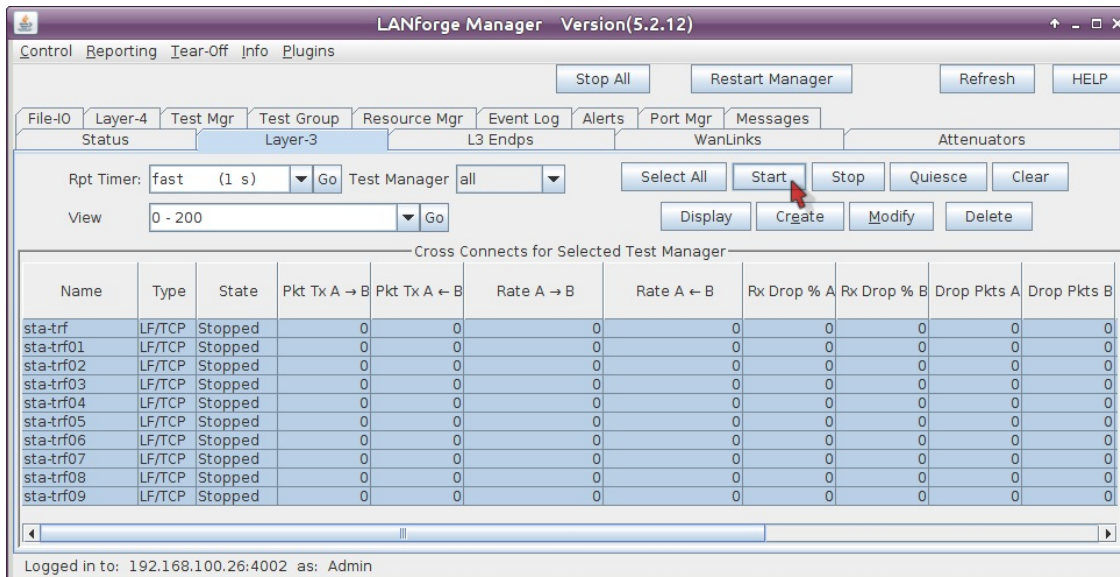 LANforge Manager Version(5.2.12)
Control Reporting Tear-Off Info Plugins
Stop All Restart Manager Refresh HELP
File-IO Layer-4 Test Mgr Test Group Resource Mgr Event Log Alerts Port Mgr Messages
Status Layer-3 L3 Endps WanLinks Attenuators
Rpt Timer: fast (1 s) Go Test Manager all Select All Start Stop Quiesce Clear
View 0 - 200 Go Display Create Modify Delete
Cross Connects for Selected Test Manager
Name Type State Pkt Tx A → B Pkt Tx A ← B Rate A → B Rate A ← B Rx Drop % A Rx Drop % B Drop Pkts A Drop Pkts B
sta-trf LF/TCP Stopped 0 0 0 0 0 0 0 0
sta-trf01 LF/TCP Stopped 0 0 0 0 0 0 0 0
sta-trf02 LF/TCP Stopped 0 0 0 0 0 0 0 0
sta-trf03 LF/TCP Stopped 0 0 0 0 0 0 0 0
sta-trf04 LF/TCP Stopped 0 0 0 0 0 0 0 0
sta-trf05 LF/TCP Stopped 0 0 0 0 0 0 0 0
sta-trf06 LF/TCP Stopped 0 0 0 0 0 0 0 0
sta-trf07 LF/TCP Stopped 0 0 0 0 0 0 0 0
sta-trf08 LF/TCP Stopped 0 0 0 0 0 0 0 0
sta-trf09 LF/TCP Stopped 0 0 0 0 0 0 0 0
Logged in to: 192.168.100.26:4002 as: Admin